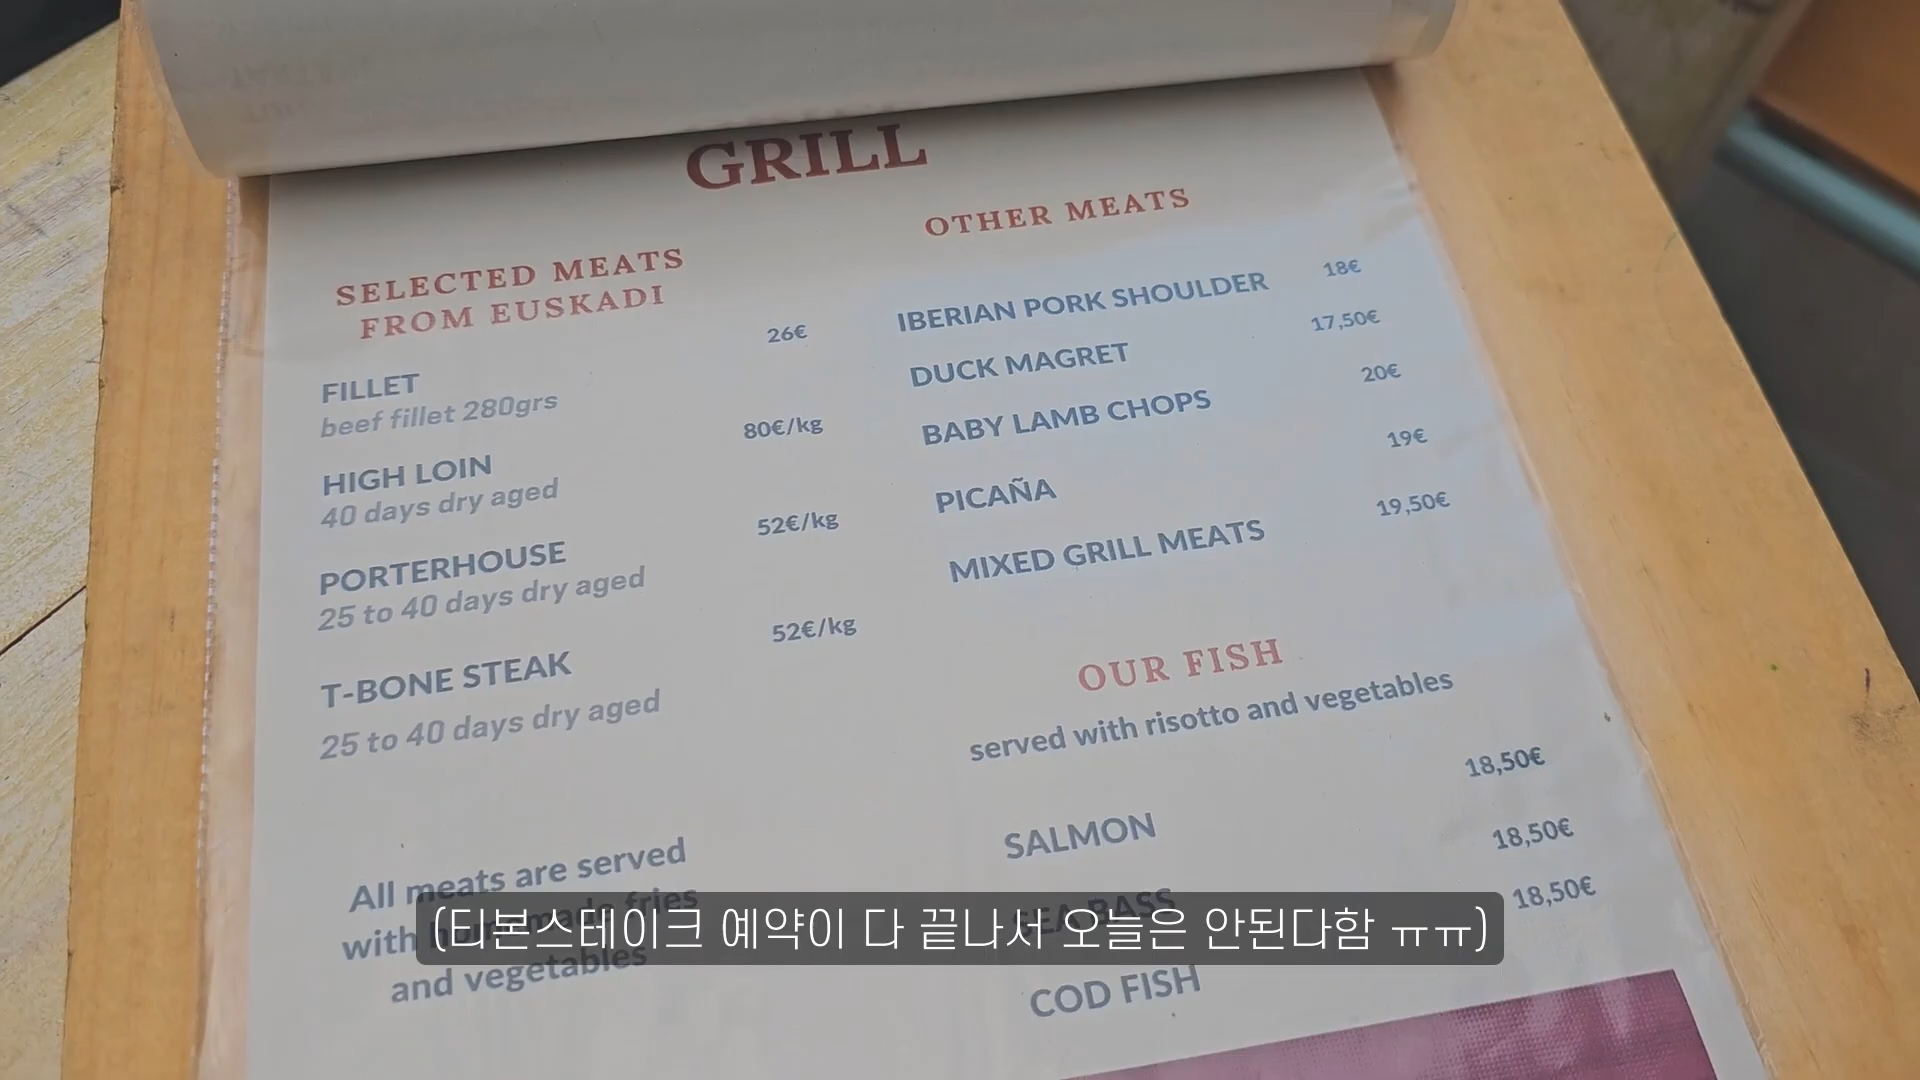 GRILL
SELECTED MEATS
FROM EUSKADI
26€
FILLET
beef fillet 280grs
80€/kg
HIGH LOIN
40 days dry aged
52€/kg
PORTERHOUSE
25 to 40 days dry aged
52€/kg
T-BONE STEAK
25 to 40 days dry aged
All meats are served
with homemade fries
and vegetables
OTHER MEATS
IBERIAN PORK SHOULDER 18€
DUCK MAGRET 17,50€
BABY LAMB CHOPS 20€
PICAÑA 19€
MIXED GRILL MEATS 19,50€
OUR FISH
served with risotto and vegetables
SALMON 18,50€
SEA BASS 18,50€
COD FISH 18,50€
(티본스테이크 예약이 다 끝나서 오늘은 안된다함 ㅠㅠ)